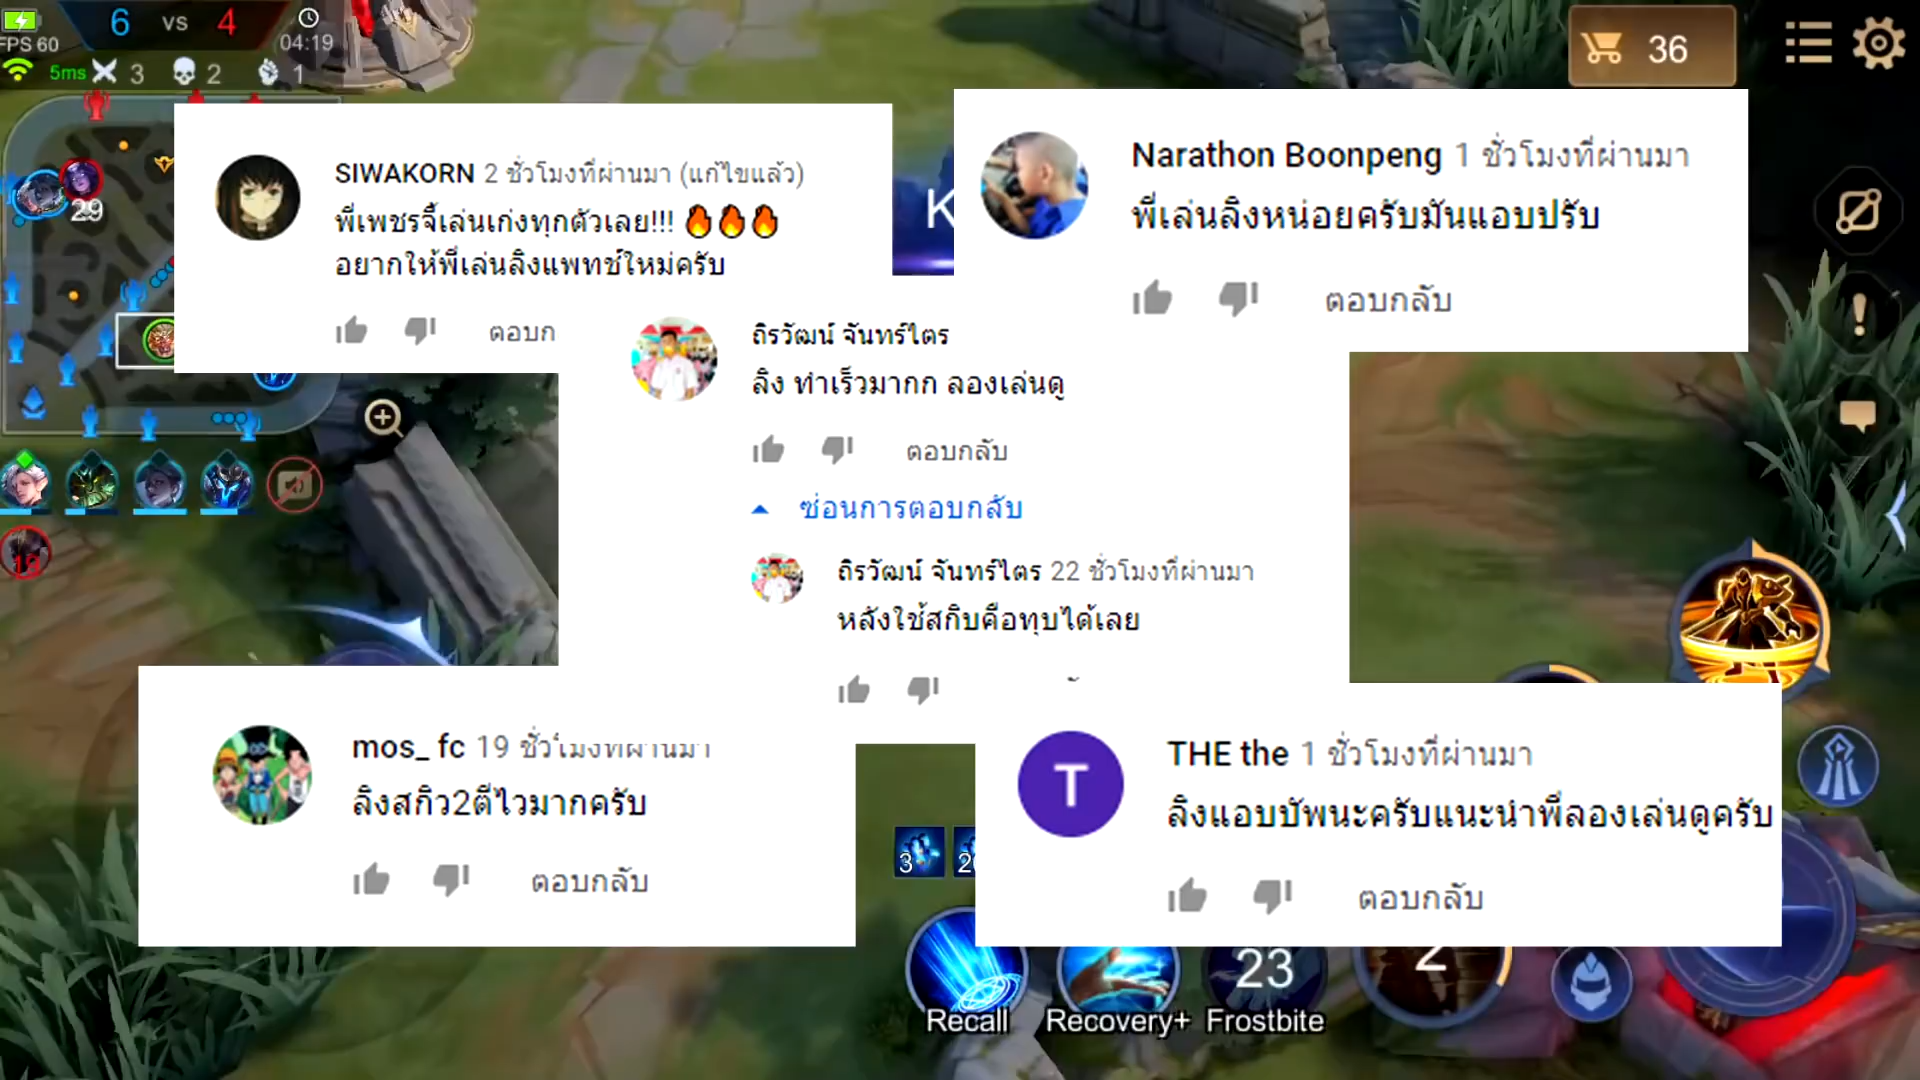 FPS 60
6 vs 4
04:19
5ms
3
2
1
36
29
SIWAKORN 2 ชั่วโมงที่ผ่านมา (แก้ไขแล้ว)
พี่เพชรจี้เล่นเก่งทุกตัวเลย!!! 🔥🔥🔥
อยากให้พี่เล่นลิงแพทช์ใหม่ครับ
ตอบก
K
Narathon Boonpeng 1 ชั่วโมงที่ผ่านมา
พี่เล่นลิงหน่อยครับมันแอบปรับ
ตอบกลับ
ถิรวัฒน์ จันทร์ไตร
ลิง ทำเร็วมากก ลองเล่นดู
ตอบกลับ
ซ่อนการตอบกลับ
ถิรวัฒน์ จันทร์ไตร 22 ชั่วโมงที่ผ่านมา
หลังใช้สกิบคือทุบได้เลย
mos_ fc 19 ชั่วโมงที่ผ่านมา
ลิงสกิว2ตีไวมากครับ
ตอบกลับ
THE the 1 ชั่วโมงที่ผ่านมา
T
ลิงแอบบัพนะครับแนะนำพี่ลองเล่นดูครับ
ตอบกลับ
3
2
23
Recall Recovery+ Frostbite